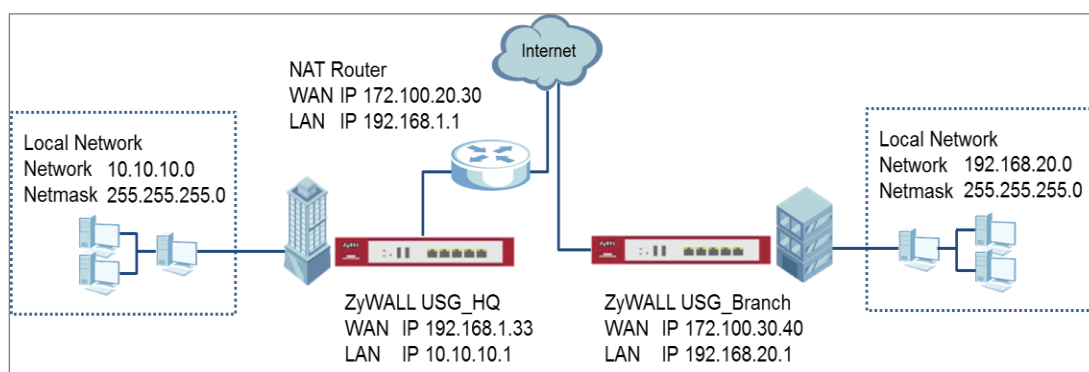 Internet
NAT Router
WAN IP 172.100.20.30
LAN IP 192.168.1.1
Local Network
Network 10.10.10.0
Netmask 255.255.255.0
Local Network
Network 192.168.20.0
Netmask 255.255.255.0
ZyXEL
ZyXEL
ZyWALL USG_HQ
WAN IP 192.168.1.33
LAN IP 10.10.10.1
ZyWALL USG_Branch
WAN IP 172.100.30.40
LAN IP 192.168.20.1